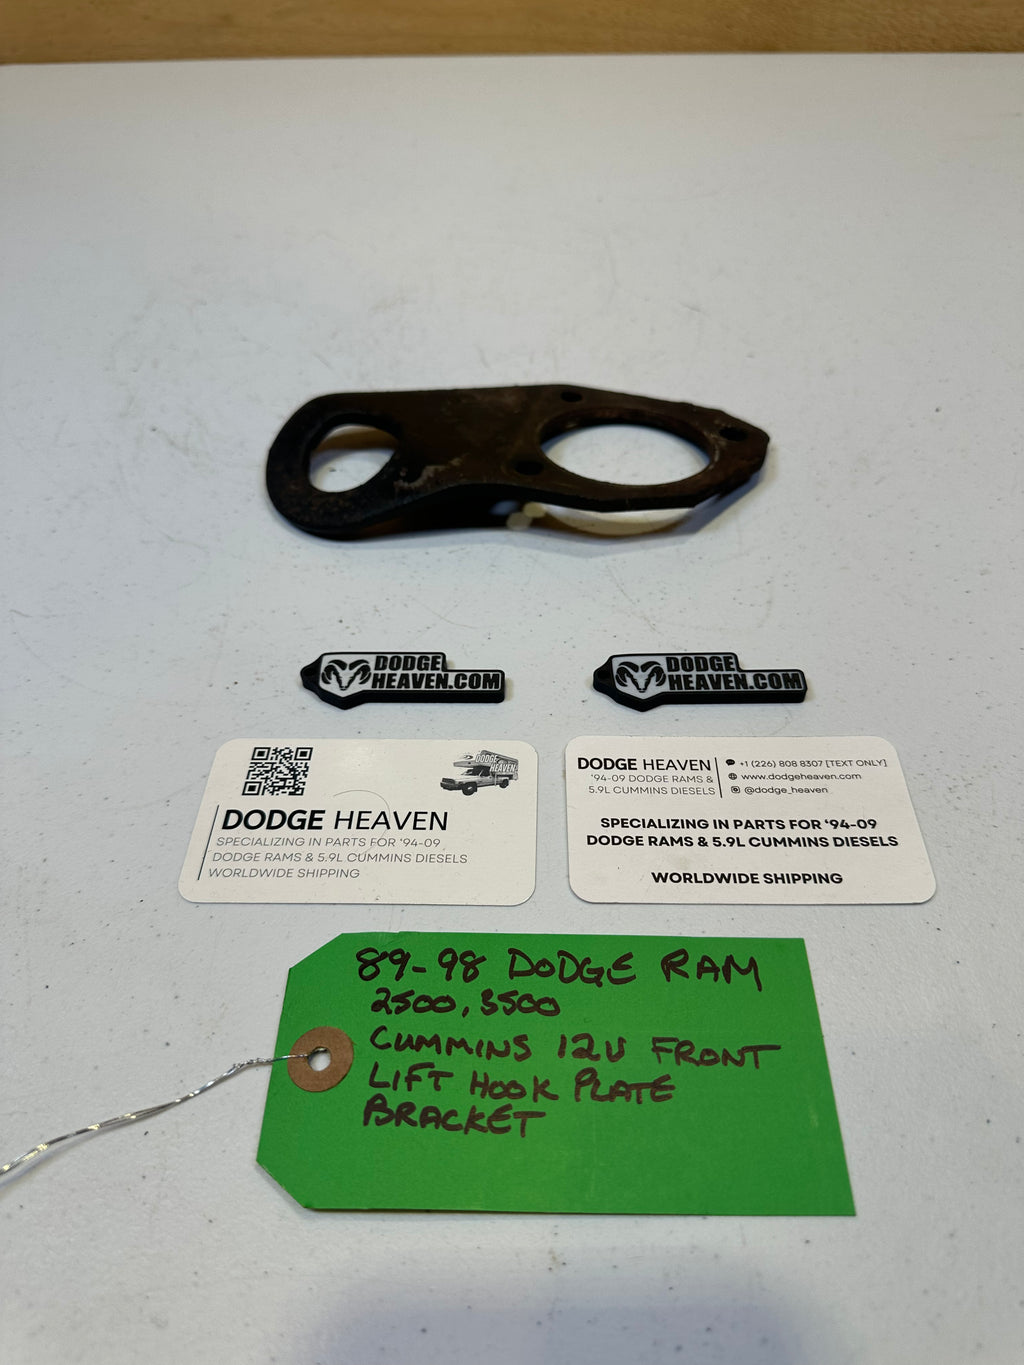 DODGE
HEAVEN.COM
DODGE
HEAVEN.COM
DODGE
HEAVEN
DODGE HEAVEN
SPECIALIZING IN PARTS FOR '94-09
DODGE RAMS & 5.9L CUMMINS DIESELS
WORLDWIDE SHIPPING
DODGE HEAVEN
'94-09 DODGE RAMS &
5.9L CUMMINS DIESELS
+1 (226) 808 8307 [TEXT ONLY]
www.dodgeheaven.com
@dodge_heaven
SPECIALIZING IN PARTS FOR '94-09
DODGE RAMS & 5.9L CUMMINS DIESELS
WORLDWIDE SHIPPING
89-98 DODGE RAM
2500, 3500
CUMMINS 12V FRONT
LIFT HOOK PLATE
BRACKET